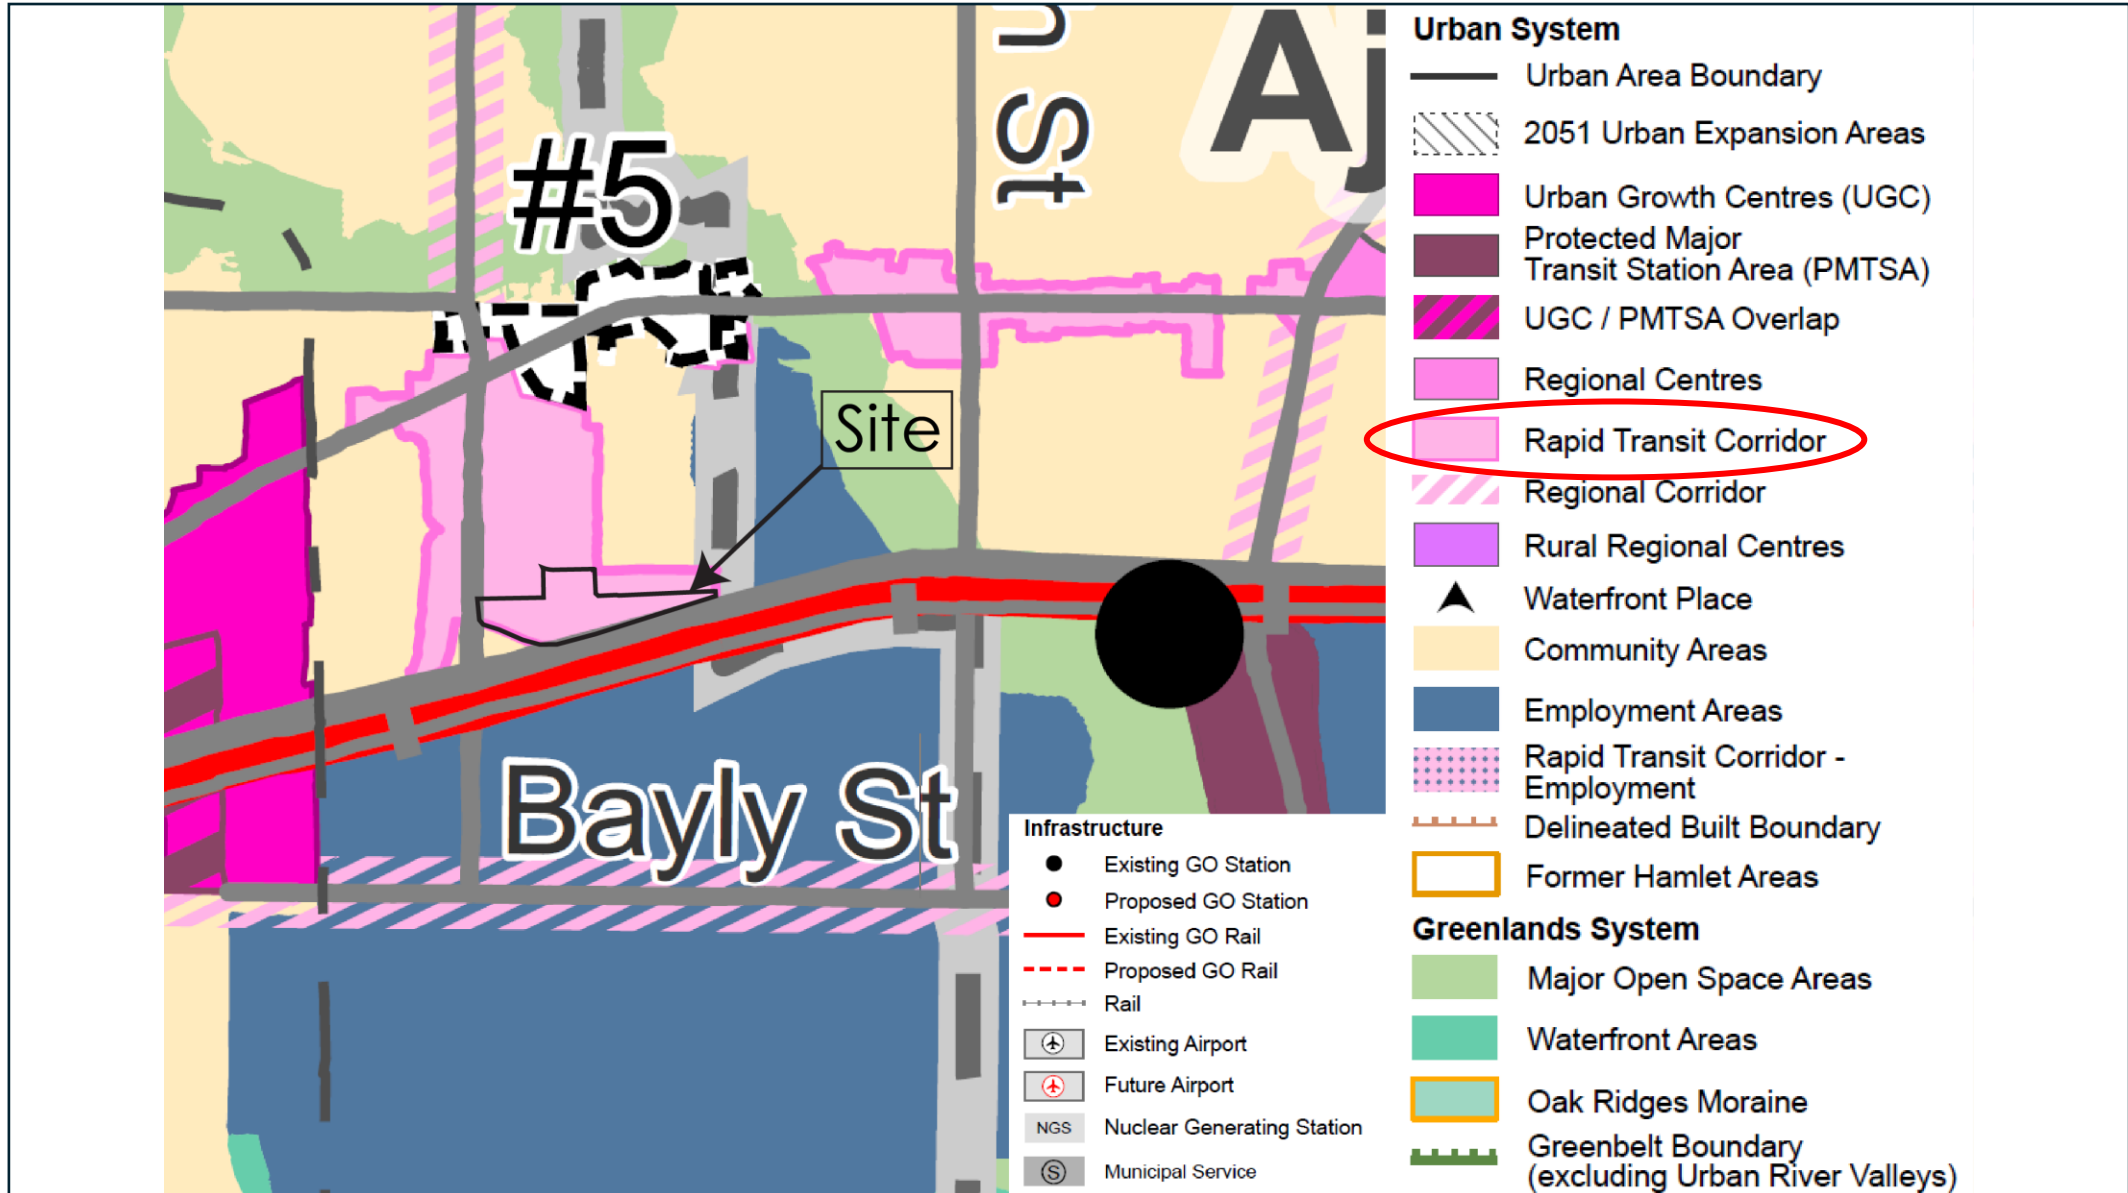 n St
Aj
#5
Site
Bayly St
Urban System
Urban Area Boundary
2051 Urban Expansion Areas
Urban Growth Centres (UGC)
Protected Major
Transit Station Area (PMTSA)
UGC / PMTSA Overlap
Regional Centres
Rapid Transit Corridor
Regional Corridor
Rural Regional Centres
Waterfront Place
Community Areas
Employment Areas
Rapid Transit Corridor -
Employment
Delineated Built Boundary
Former Hamlet Areas
Greenlands System
Major Open Space Areas
Waterfront Areas
Oak Ridges Moraine
Greenbelt Boundary
(excluding Urban River Valleys)
Infrastructure
Existing GO Station
Proposed GO Station
Existing GO Rail
Proposed GO Rail
Rail
Existing Airport
Future Airport
NGS Nuclear Generating Station
S Municipal Service